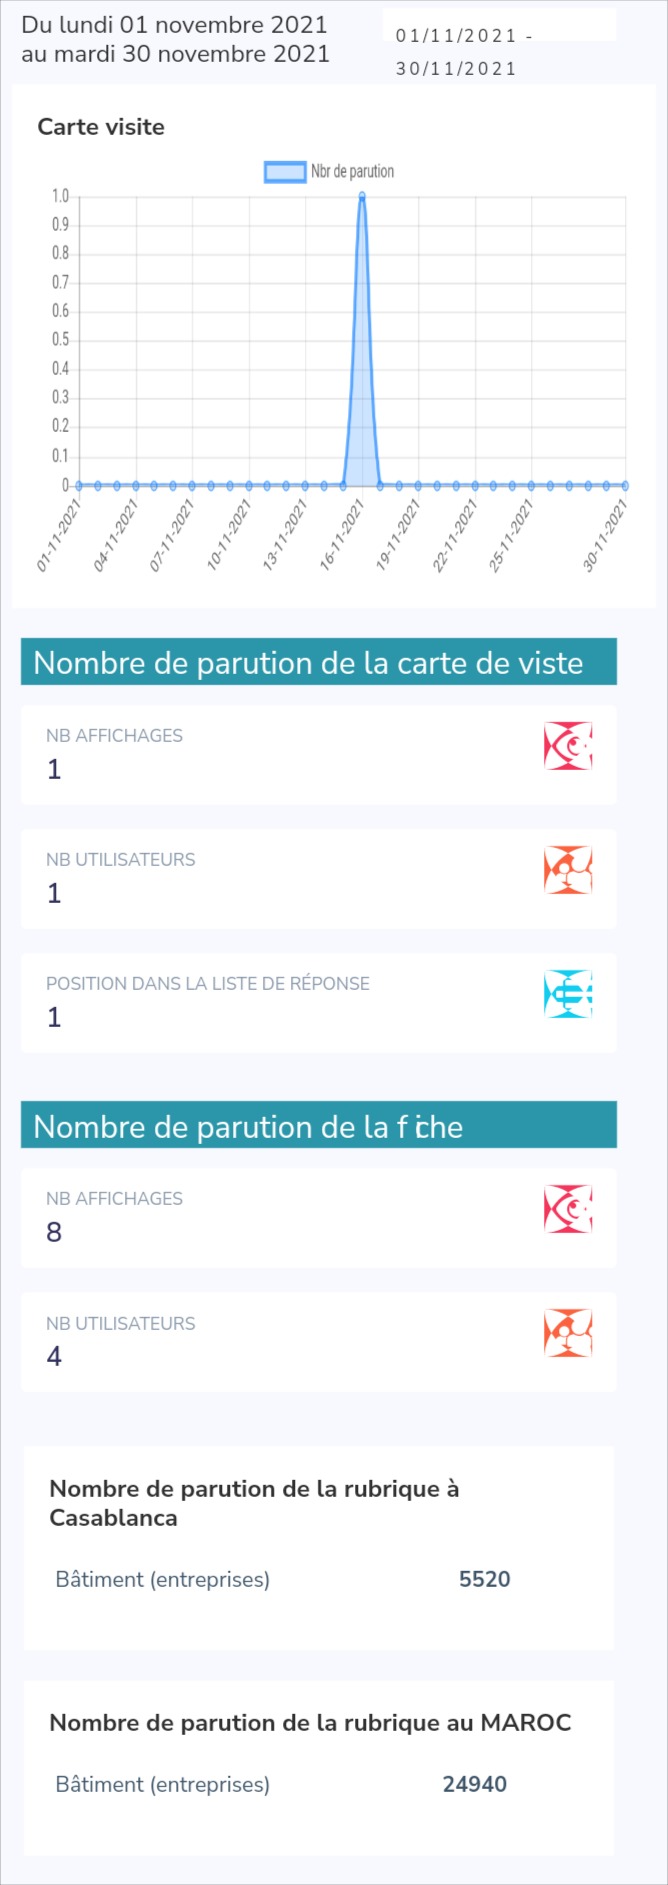 Du lundi 01 novembre 2021
au mardi 30 novembre 2021
01/11/2021 -
30/11/2021
Carte visite
Nbr de parution
1.0
0.9
0.8
0.7
0.6
0.5
0.4
0.3
0.2
0.1
0
01-11-2021
04-11-2021
07-11-2021
10-11-2021
13-11-2021
16-11-2021
19-11-2021
22-11-2021
25-11-2021
30-11-2021
Nombre de parution de la carte de viste
NB AFFICHAGES
1
NB UTILISATEURS
1
POSITION DANS LA LISTE DE RÉPONSE
1
Nombre de parution de la fiche
NB AFFICHAGES
8
NB UTILISATEURS
4
Nombre de parution de la rubrique à
Casablanca
Bâtiment (entreprises) 5520
Nombre de parution de la rubrique au MAROC
Bâtiment (entreprises) 24940